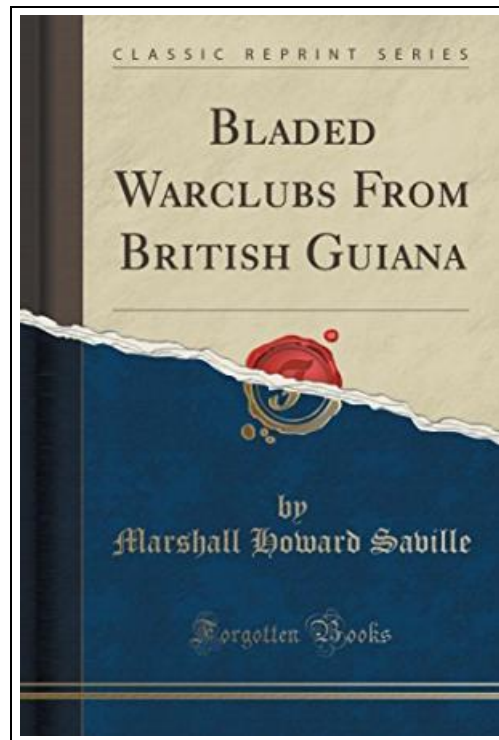 CLASSIC REPRINT SERIES
BLADED
WARCLUBS FROM
BRITISH GUIANA
by
Marshall Howard Saville
Forgotten Books